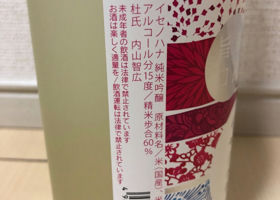 イセノハナ 純米吟醸 原材料名／米(国産)、米
アルコール分15度／精米歩合60%
杜氏 内山智広
未成年者の飲酒は法律で禁止されています
お酒は楽しく適量を／飲酒運転は法律で禁止されています